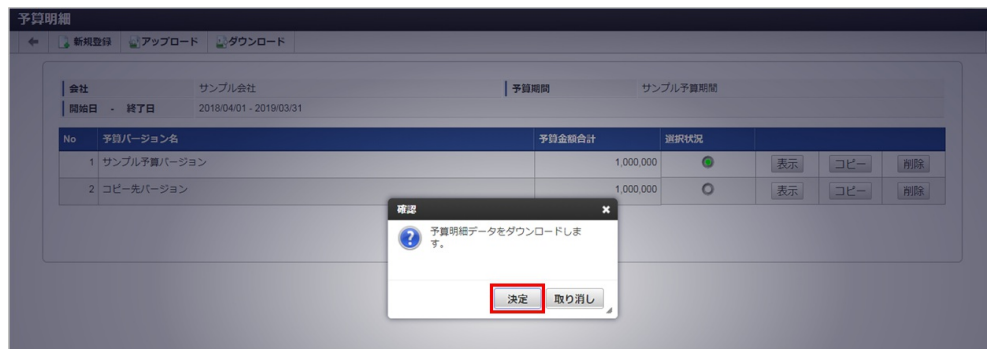 予算明細
新規登録 アップロード ダウンロード
会社 サンプル会社 予算期間 サンプル予算期間
開始日 - 終了日 2018/04/01 - 2019/03/31
No 予算バージョン名 予算金額合計 選択状況
1 サンプル予算バージョン 1,000,000 表示 コピー 削除
2 コピー先バージョン 1,000,000 表示 コピー 削除
確認
予算明細データをダウンロードしま
す。
決定 取り消し